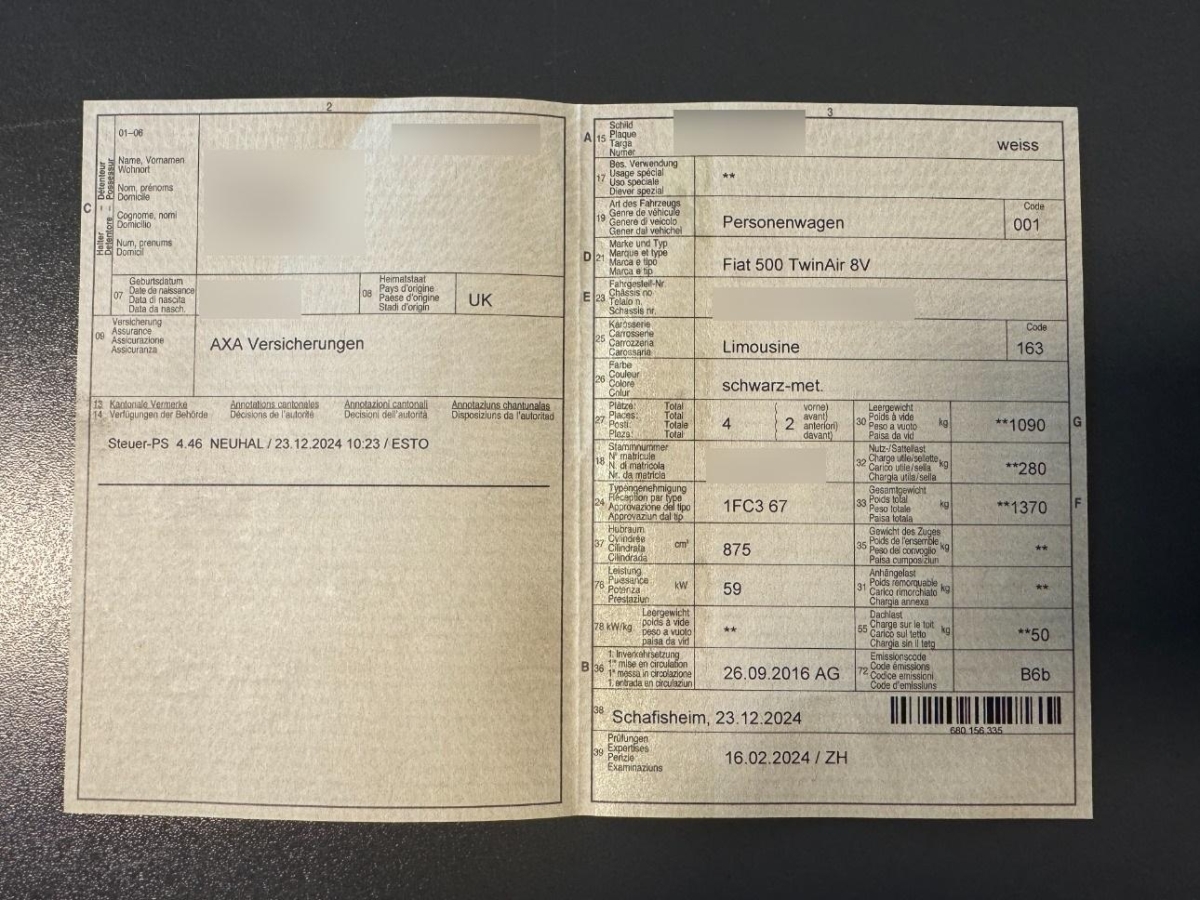 2
01–06
C
Halter – Détenteur
Detentore – Possessur
Name, Vornamen
Wohnort
Nom, prénoms
Domicile
Cognome, nomi
Domicilio
Num, prenums
Domicil
07
Geburtsdatum
Date de naissance
Data di nascita
Data da nasch.
08
Heimatstaat
Pays d'origine
Paese d'origine
Stadi d'origin
UK
09
Versicherung
Assurance
Assicurazione
Assicuranza
AXA Versicherungen
13 Kantonale Vermerke Annotations cantonales Annotazioni cantonali Annotaziuns chantunalas
14 Verfügungen der Behörde Décisions de l'autorité Decisioni dell'autorità Disposiziuns da l'autoritad
Steuer-PS 4.46 NEUHAL / 23.12.2024 10:23 / ESTO
3
A 15
Schild
Plaque
Targa
Numer
weiss
17
Bes. Verwendung
Usage spécial
Uso speciale
Diever spezial
**
19
Art des Fahrzeugs
Genre de véhicule
Genere di veicolo
Gener dal vehichel
Personenwagen
Code
001
D 21
Marke und Typ
Marque et type
Marca e tipo
Marca e tip
Fiat 500 TwinAir 8V
E 23
Fahrgestell-Nr.
Châssis no
Telaio n.
Schassis nr.
25
Karosserie
Carrosserie
Carrozzeria
Carossaria
Limousine
Code
163
26
Farbe
Couleur
Colore
Colur
schwarz-met.
27
Plätze: Total
Places: Total
Posti: Totale
Plazs: Total
4
2
vorne)
avant)
anteriori)
davant)
30
Leergewicht
Poids à vide
Peso a vuoto
Paisa da vid
kg
**1090
G
18
Stammnummer
N° matricule
N. di matricola
Nr. da matricla
32
Nutz-/Sattellast
Charge utile/sellette
Carico utile/sella
Chargia utila/sella
kg
**280
24
Typengenehmigung
Réception par type
Approvazione del tipo
Approvaziun dal tip
1FC3 67
33
Gesamtgewicht
Poids total
Peso totale
Paisa totala
kg
**1370
F
37
Hubraum
Cylindrée
Cilindrata
Cilindrada
cm³
875
35
Gewicht des Zuges
Poids de l'ensemble
Peso del convoglio
Paisa cumposiziun
kg
**
76
Leistung
Puissance
Potenza
Prestaziun
kW
59
31
Anhängelast
Poids remorquable
Carico rimorchiato
Chargia annexa
kg
**
78 kW/kg
Leergewicht
poids à vide
peso a vuoto
paisa da vid
**
55
Dachlast
Charge sur le toit
Carico sul tetto
Chargia sin il tetg
kg
**50
B 36
1. Inverkehrsetzung
1re mise en circulation
1a messa in circolazione
1. entrada en circulaziun
26.09.2016 AG
72
Emissionscode
Code émissions
Codice emissioni
Code d'emissiuns
B6b
38
Schafisheim, 23.12.2024
680 156 335
39
Prüfungen
Expertises
Perizie
Examinaziuns
16.02.2024 / ZH